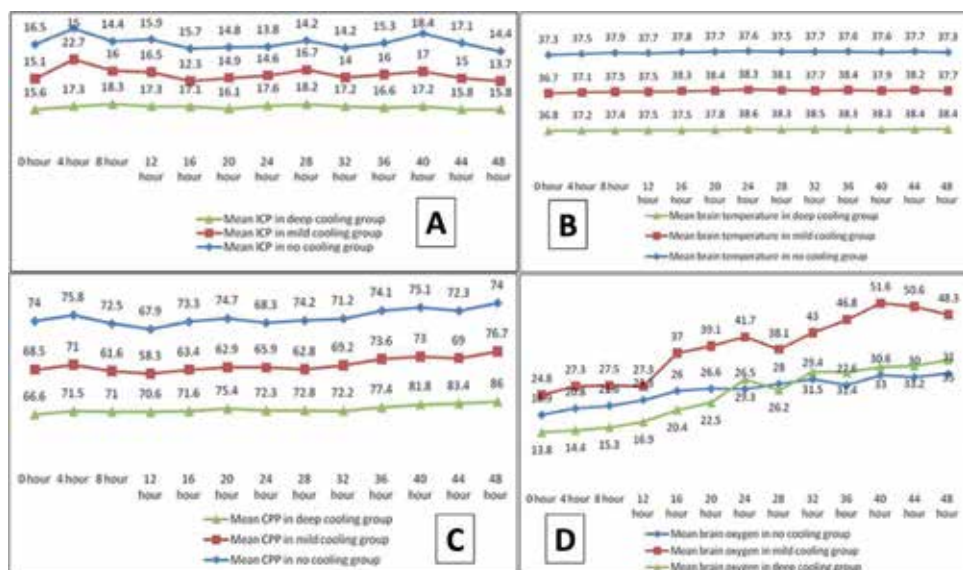 16.5 15 14.4 15.9 15.7 14.8 13.8 14.2 14.2 15.3 18.4 17.1 14.4
15.1 22.7 16 16.5 12.3 14.9 14.6 16.7 14 16 17 15 13.7
15.6 17.3 18.3 17.3 17.1 16.1 17.6 18.2 17.2 16.6 17.2 15.8 15.8
0 hour 4 hour 8 hour 12 16 20 24 28 32 36 40 44 48
hour hour hour hour hour hour hour hour hour hour
Mean ICP in deep cooling group
Mean ICP in mild cooling group
Mean ICP in no cooling group
A
37.3 37.5 37.9 37.7 37.8 37.7 37.6 37.5 37.7 37.6 37.6 37.7 37.3
36.7 37.1 37.5 37.5 38.3 38.4 38.3 38.1 37.7 38.4 37.9 38.2 37.7
36.8 37.2 37.4 37.5 37.5 37.8 38.6 38.3 38.5 38.3 38.3 38.4 38.4
0 hour 4 hour 8 hour 12 16 20 24 28 32 36 40 44 48
hour hour hour hour hour hour hour hour hour hour
Mean brain temperature in deep cooling group
Mean brain temperature in mild cooling group
Mean brain temperature in no cooling group
B
74 75.8 72.5 67.9 73.3 74.7 68.3 74.2 71.2 74.1 75.1 72.3 74
68.5 71 61.6 58.3 63.4 62.9 65.9 62.8 69.2 73.6 73 69 76.7
66.6 71.5 71 70.6 71.6 75.4 72.3 72.8 72.2 77.4 81.8 83.4 86
0 hour 4 hour 8 hour 12 16 20 24 28 32 36 40 44 48
hour hour hour hour hour hour hour hour hour hour
Mean CPP in deep cooling group
Mean CPP in mild cooling group
Mean CPP in no cooling group
C
24.8 27.3 27.5 27.3 37 39.1 41.7 38.1 43 46.8 51.6 50.6 48.3
26 26.6 26.5 28 29.4 30.6 30
13.8 14.4 15.3 16.9 20.4 22.5 26.2 31.5 31.4 33
0 hour 4 hour 8 hour 12 16 20 24 28 32 36 40 44 48
hour hour hour hour hour hour hour hour hour hour
Mean brain oxygen in no cooling group
Mean brain oxygen in mild cooling group
Mean brain oxygen in deep cooling group
D